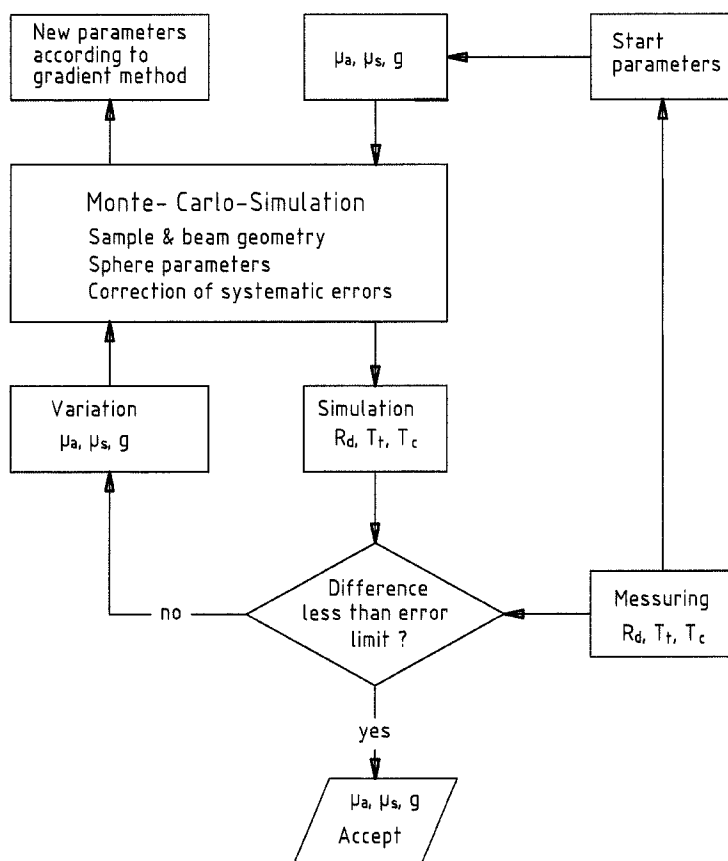 New parameters
according to
gradient method
μa, μs, g
Start
parameters
Monte- Carlo-Simulation
Sample & beam geometry
Sphere parameters
Correction of systematic errors
Variation
μa, μs, g
Simulation
Rd, Tt, Tc
Difference
less than error
limit ?
no
Messuring
Rd, Tt, Tc
yes
μa, μs, g
Accept